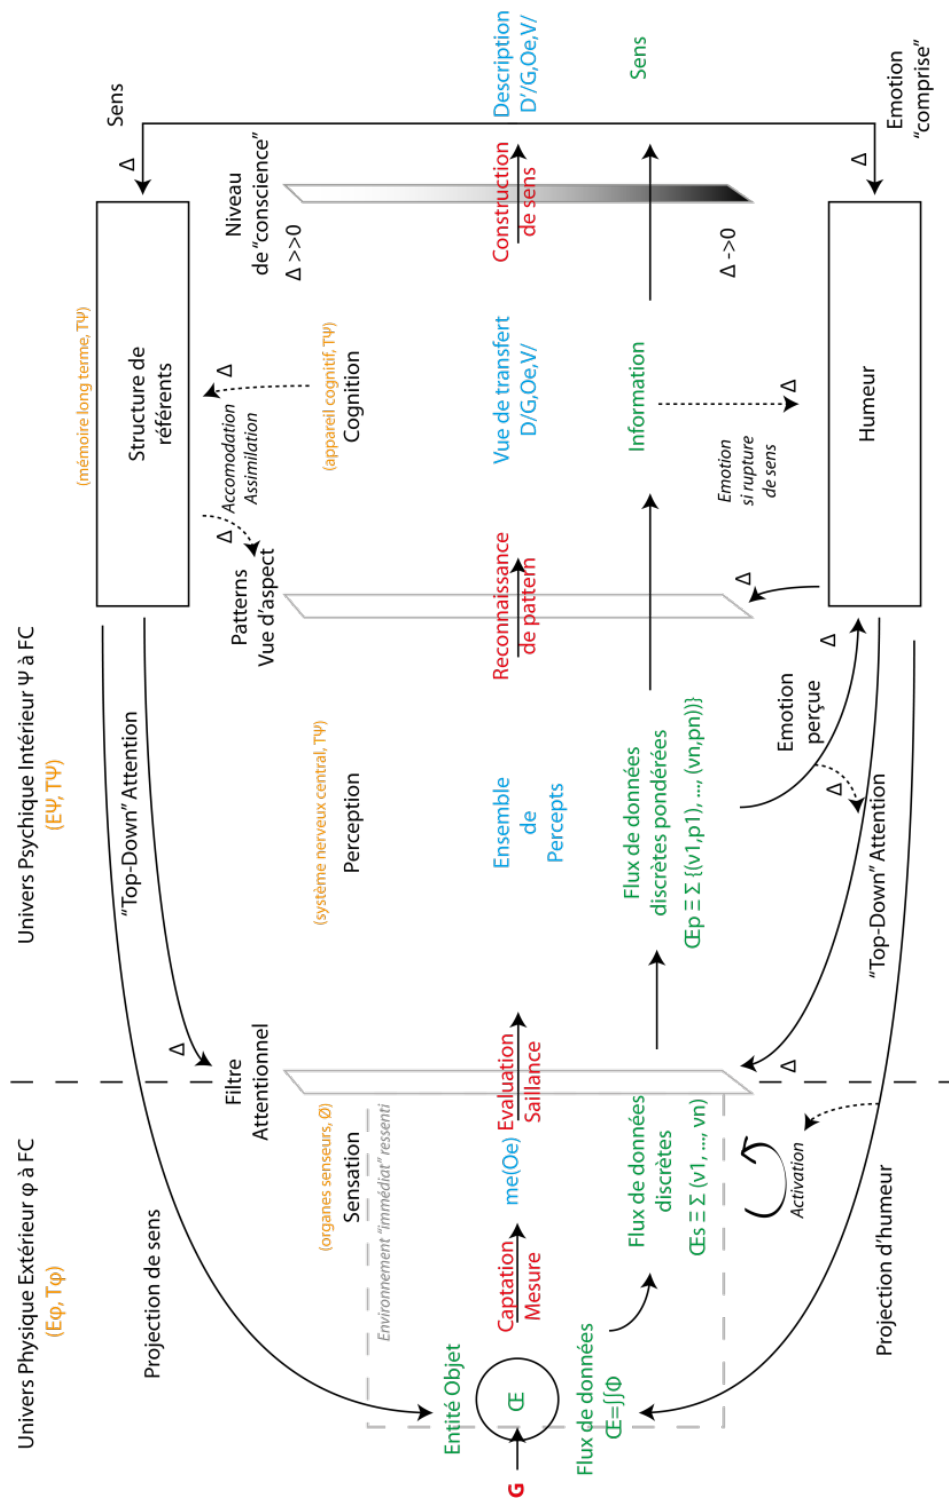 Univers Physique Extérieur φ à FC
(Eφ, Tφ)
Univers Psychique Intérieur Ψ à FC
(EΨ, TΨ)
Projection de sens
"Top-Down" Attention
(mémoire long terme, TΨ)
Structure de
référents
Δ
Sens
Filtre
Attentionnel
Δ
Patterns
Vue d'aspect
Δ
Accomodation
Assimilation
Δ
Niveau
de "conscience"
Δ >>0
(organes senseurs, Ø)
Sensation
Environnement "immédiat" ressenti
(système nerveux central, TΨ)
Perception
(appareil cognitif, TΨ)
Cognition
G
Entité Objet
Œ
Captation
Mesure
me(Oe)
Evaluation
Saillance
Ensemble
de
Percepts
Reconnaissance
de pattern
Vue de transfert
D/G,Oe,V/
Construction
de sens
Description
D'/G,Oe,V/
Flux de données
Œ=∫∫Φ
Flux de données
discrètes
Œs Ξ Σ (v1, ..., vn)
Flux de données
discrètes pondérées
Œp Ξ Σ {(v1,p1), ..., (vn,pn))}
Information
Sens
Activation
Δ
Emotion
perçue
Δ
Δ
Δ
Emotion
si rupture
de sens
Δ
Δ ->0
Projection d'humeur
"Top-Down" Attention
Humeur
Δ
Emotion
"comprise"